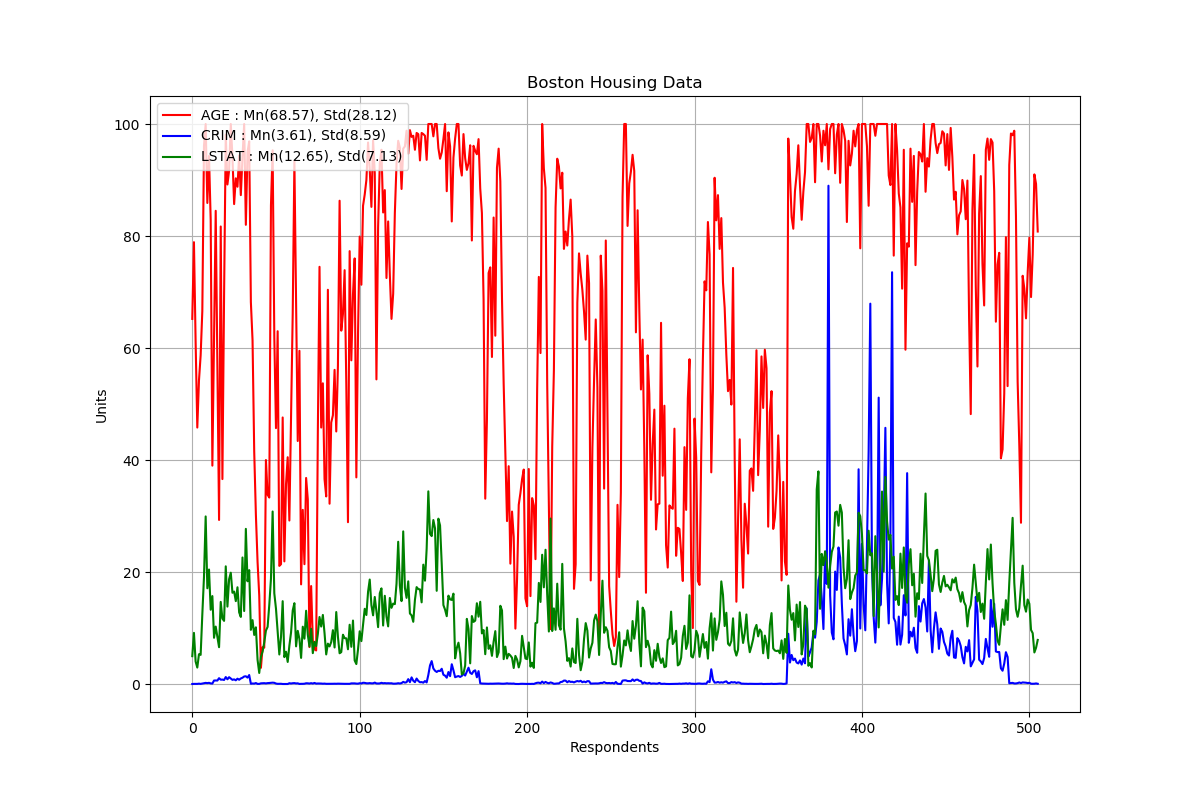 Boston Housing Data
AGE : Mn(68.57), Std(28.12)
CRIM : Mn(3.61), Std(8.59)
LSTAT : Mn(12.65), Std(7.13)
100
80
60
40
20
0
Units
0 100 200 300 400 500
Respondents